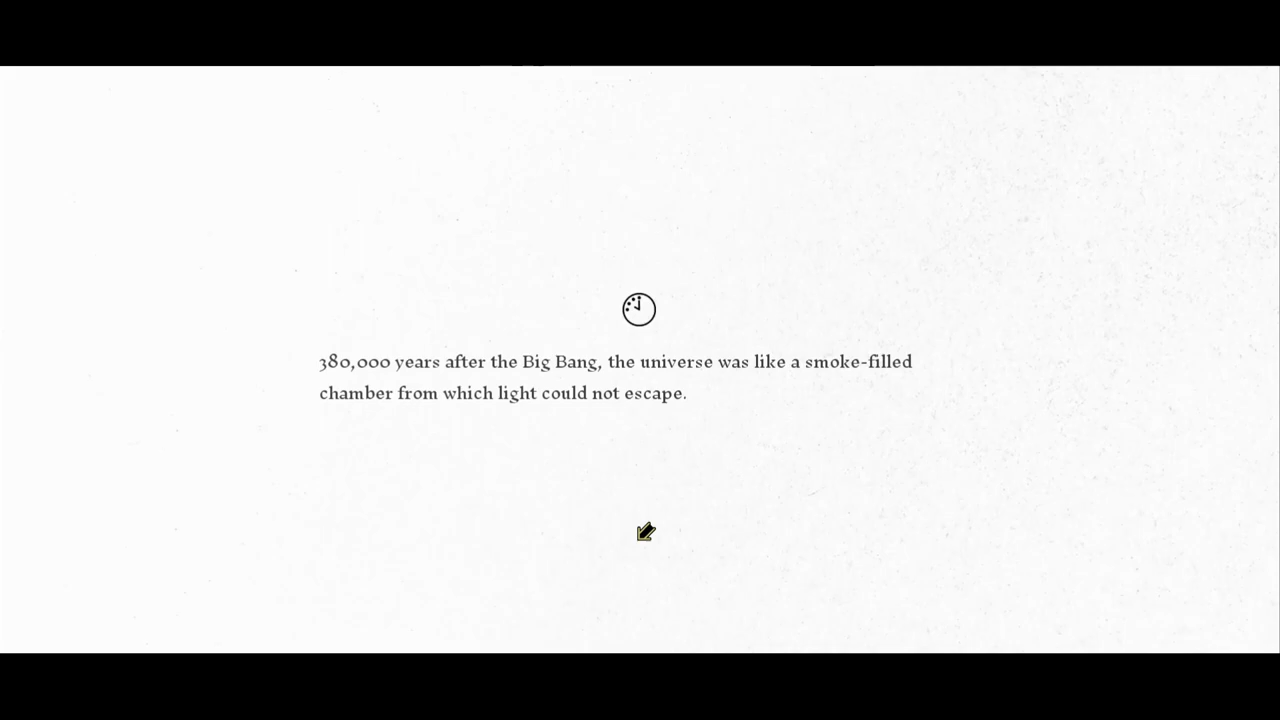 380,000 years after the Big Bang, the universe was like a smoke-filled
chamber from which light could not escape.